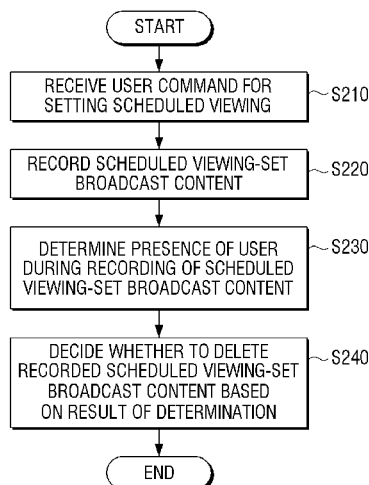 START
RECEIVE USER COMMAND FOR
SETTING SCHEDULED VIEWING
S210
RECORD SCHEDULED VIEWING-SET
BROADCAST CONTENT
S220
DETERMINE PRESENCE OF USER
DURING RECORDING OF SCHEDULED
VIEWING-SET BROADCAST CONTENT
S230
DECIDE WHETHER TO DELETE
RECORDED SCHEDULED VIEWING-SET
BROADCAST CONTENT BASED
ON RESULT OF DETERMINATION
S240
END